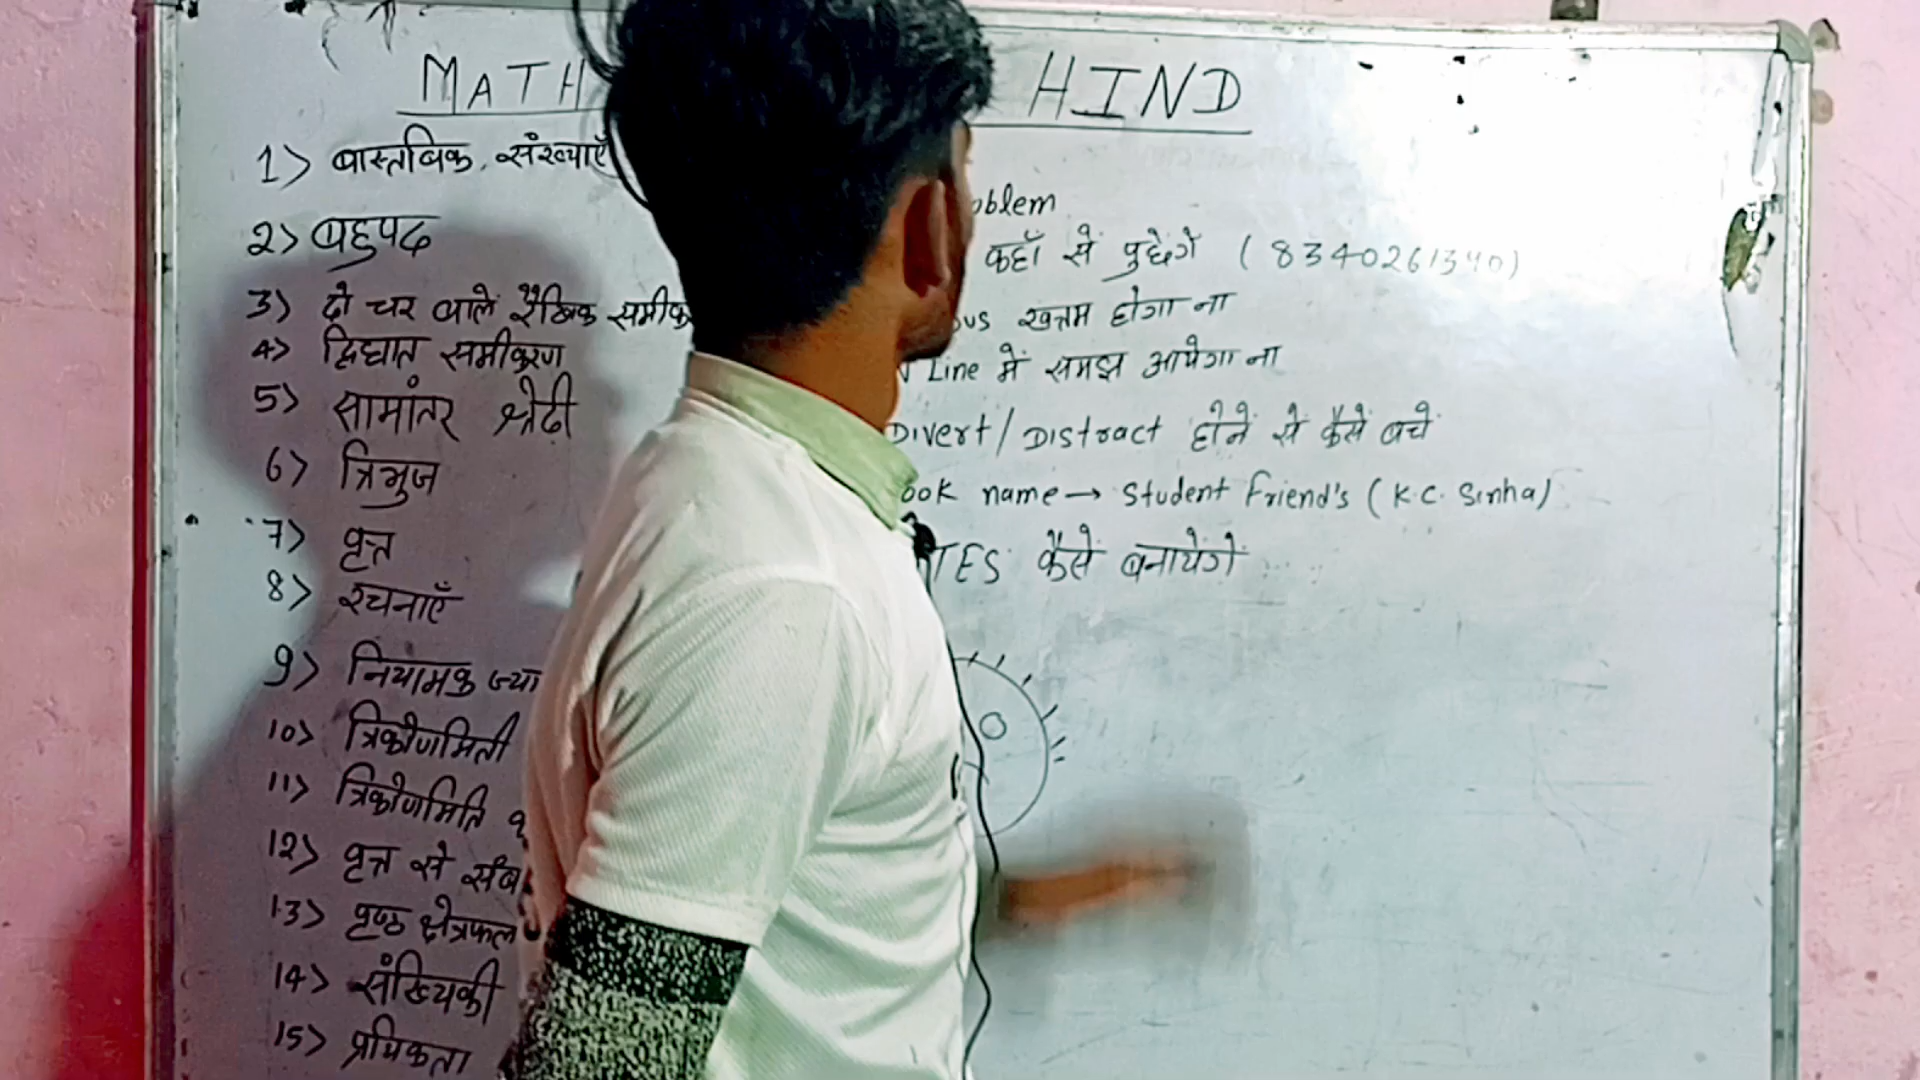 MATH HIND
1> वास्तविक संख्याएँ
2> बहुपद
3> दो चर वाले रैखिक समीक
4> द्विघात समीकरण
5> सामांतर श्रेढी
6> त्रिभुज
7> वृत्त
8> रचनाएँ
9> नियामक ज्या
10> त्रिकोणमिती
11> त्रिकोणमिति
12> वृत्त से संब
13> पृष्ठ क्षेत्रफल
14> संख्यिकी
15> प्रायिकता
oblem
कहाँ से पुछेंगे (8340261340)
bus खत्तम होगा ना
Line में समझ आयेगा ना
Divert/Distract होने से कैसे बचें
ook name → Student Friend's (K.C. Sinha)
TES कैसे बनायेंगे